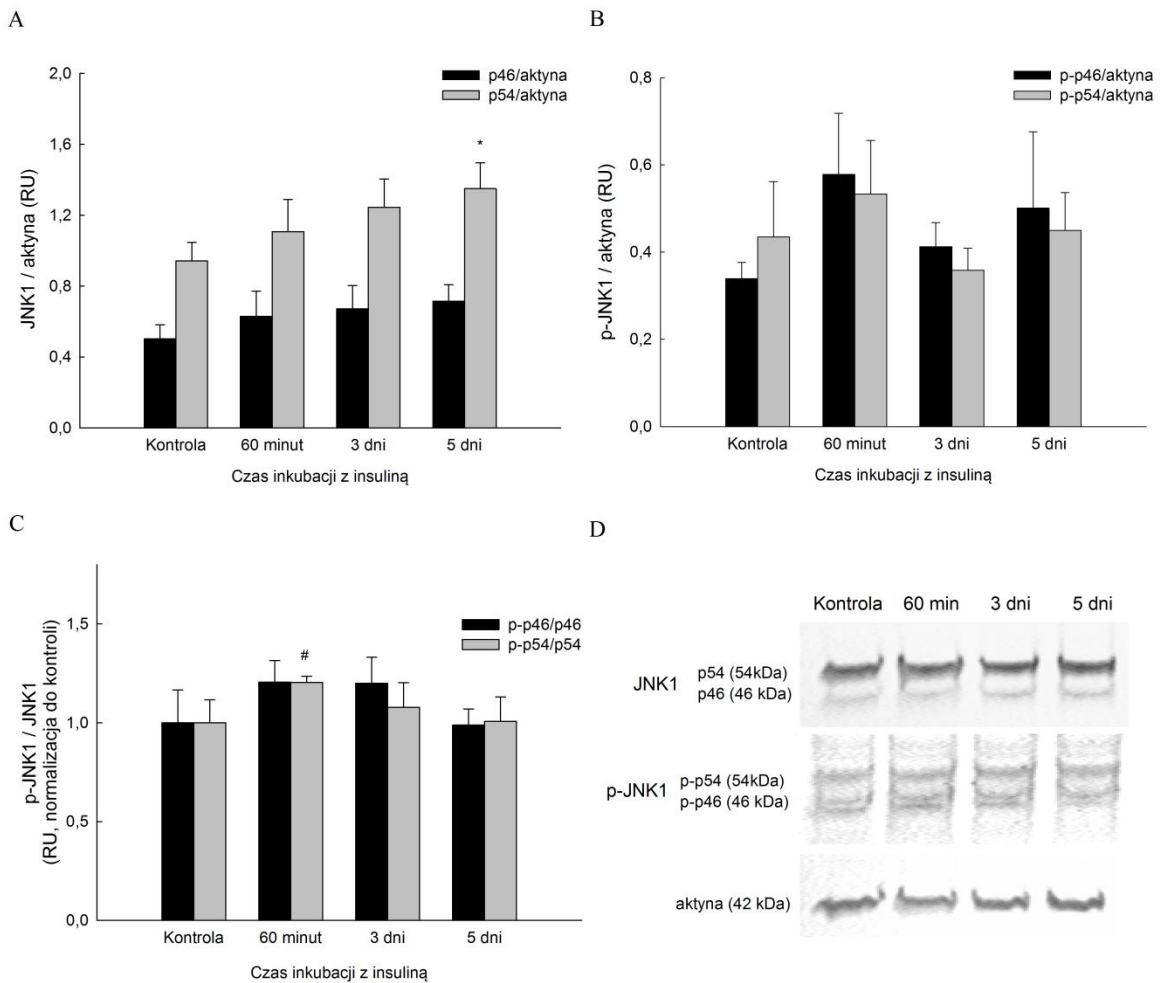 A
2,0
1,6
1,2
0,8
0,4
0,0
JNK1 / aktyna (RU)
p46/aktyna
p54/aktyna
*
Kontrola 60 minut 3 dni 5 dni
Czas inkubacji z insuliną
B
0,8
0,6
0,4
0,2
0,0
p-JNK1 / aktyna (RU)
p-p46/aktyna
p-p54/aktyna
Kontrola 60 minut 3 dni 5 dni
Czas inkubacji z insuliną
C
1,5
1,0
0,5
0,0
p-JNK1 / JNK1
(RU, normalizacja do kontroli)
p-p46/p46
p-p54/p54
#
Kontrola 60 minut 3 dni 5 dni
Czas inkubacji z insuliną
D
Kontrola 60 min 3 dni 5 dni
JNK1
p54 (54kDa)
p46 (46 kDa)
p-JNK1
p-p54 (54kDa)
p-p46 (46 kDa)
aktyna (42 kDa)